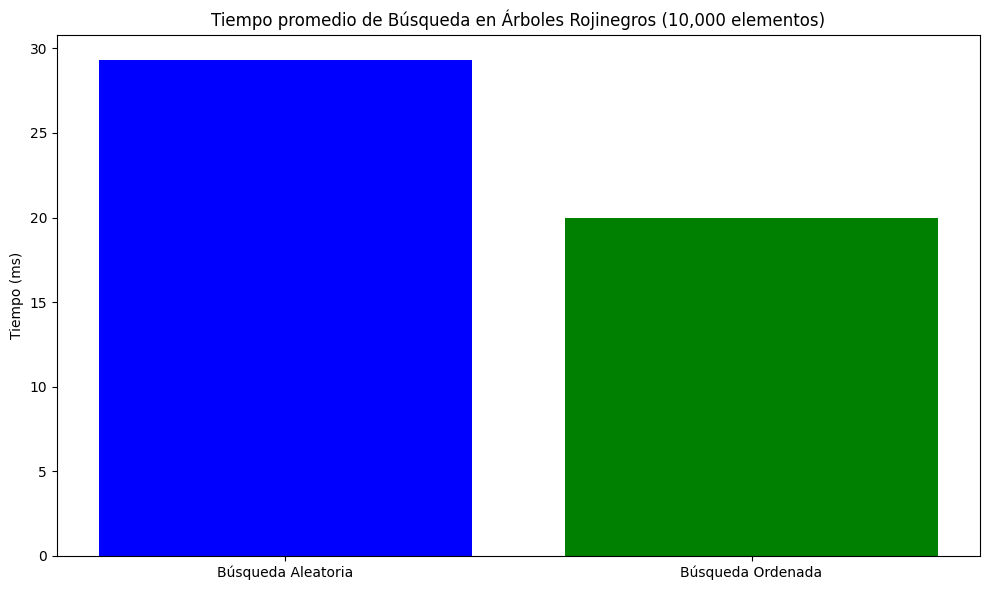 Tiempo promedio de Búsqueda en Árboles Rojinegros (10,000 elementos)
Tiempo (ms)
30
25
20
15
10
5
0
Búsqueda Aleatoria
Búsqueda Ordenada